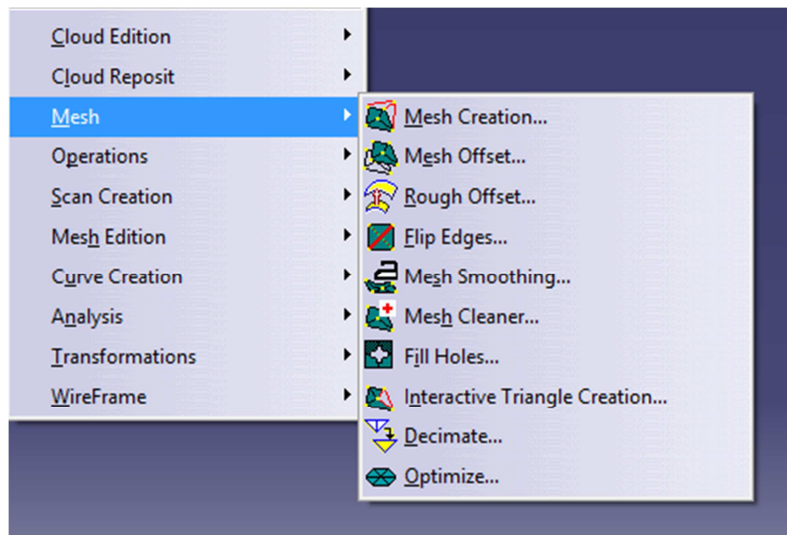 Cloud Edition
Cloud Reposit
Mesh
Operations
Scan Creation
Mesh Edition
Curve Creation
Analysis
Transformations
WireFrame
Mesh Creation...
Mesh Offset...
Rough Offset...
Flip Edges...
Mesh Smoothing...
Mesh Cleaner...
Fill Holes...
Interactive Triangle Creation...
Decimate...
Optimize...